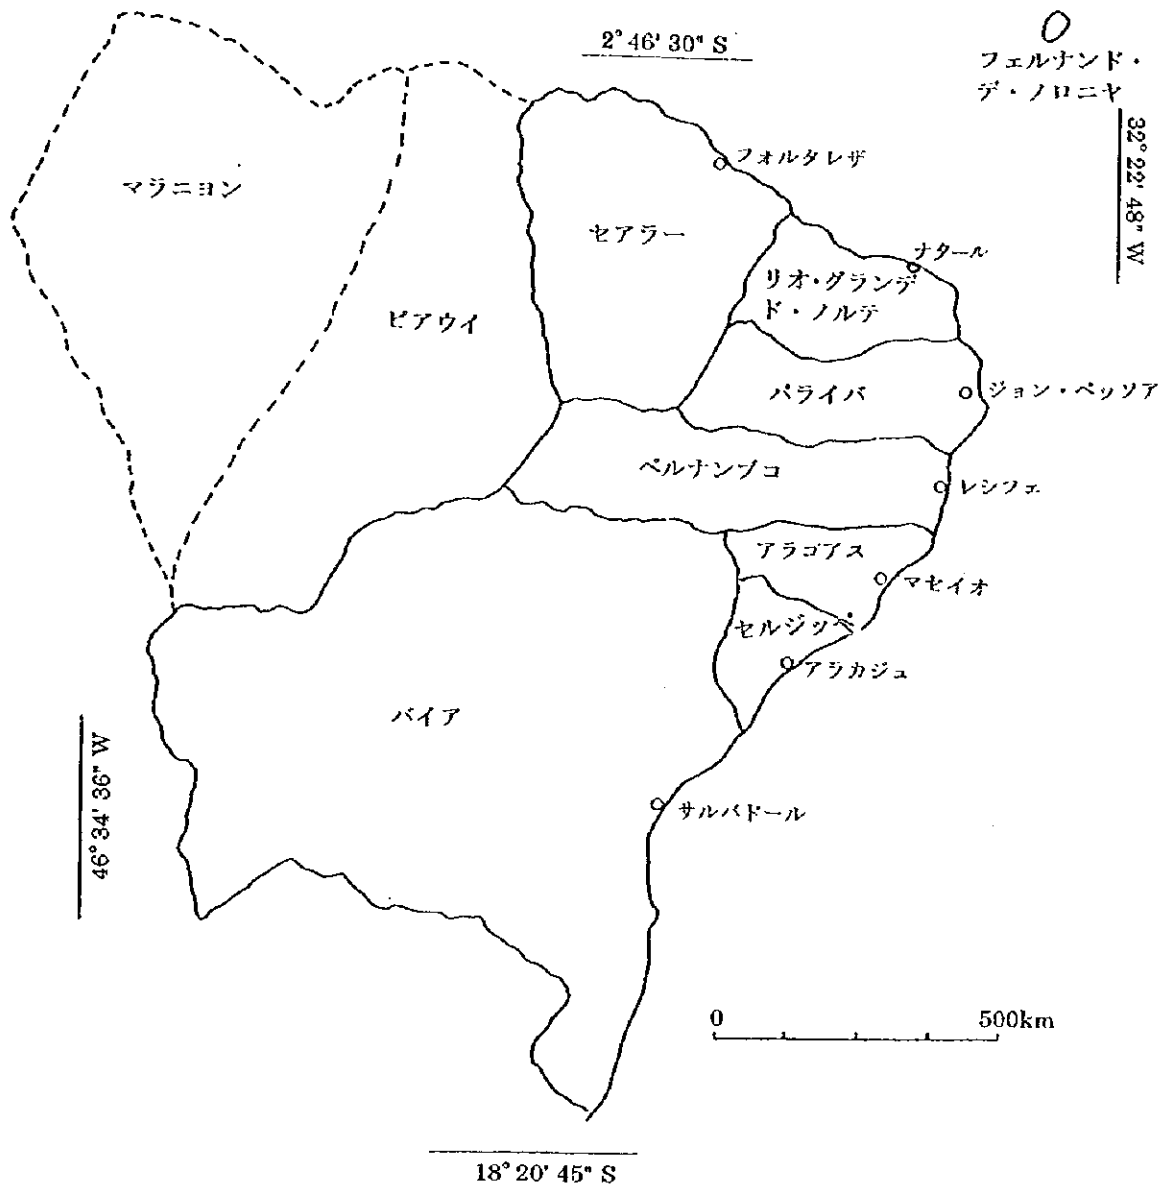 2° 46' 30" S
フェルナンド・
デ・ノロニヤ
32° 22' 48" W
フォルタレザ
マラニヨン
セアラー
ナタール
リオ・グランデ
ド・ノルテ
ピアウイ
パライバ
ジョン・ペッソア
ペルナンブコ
レシフェ
アラゴアス
マセイオ
セルジッペ
アラカジュ
バイア
46° 34' 36" W
サルバドール
0 500km
18° 20' 45" S